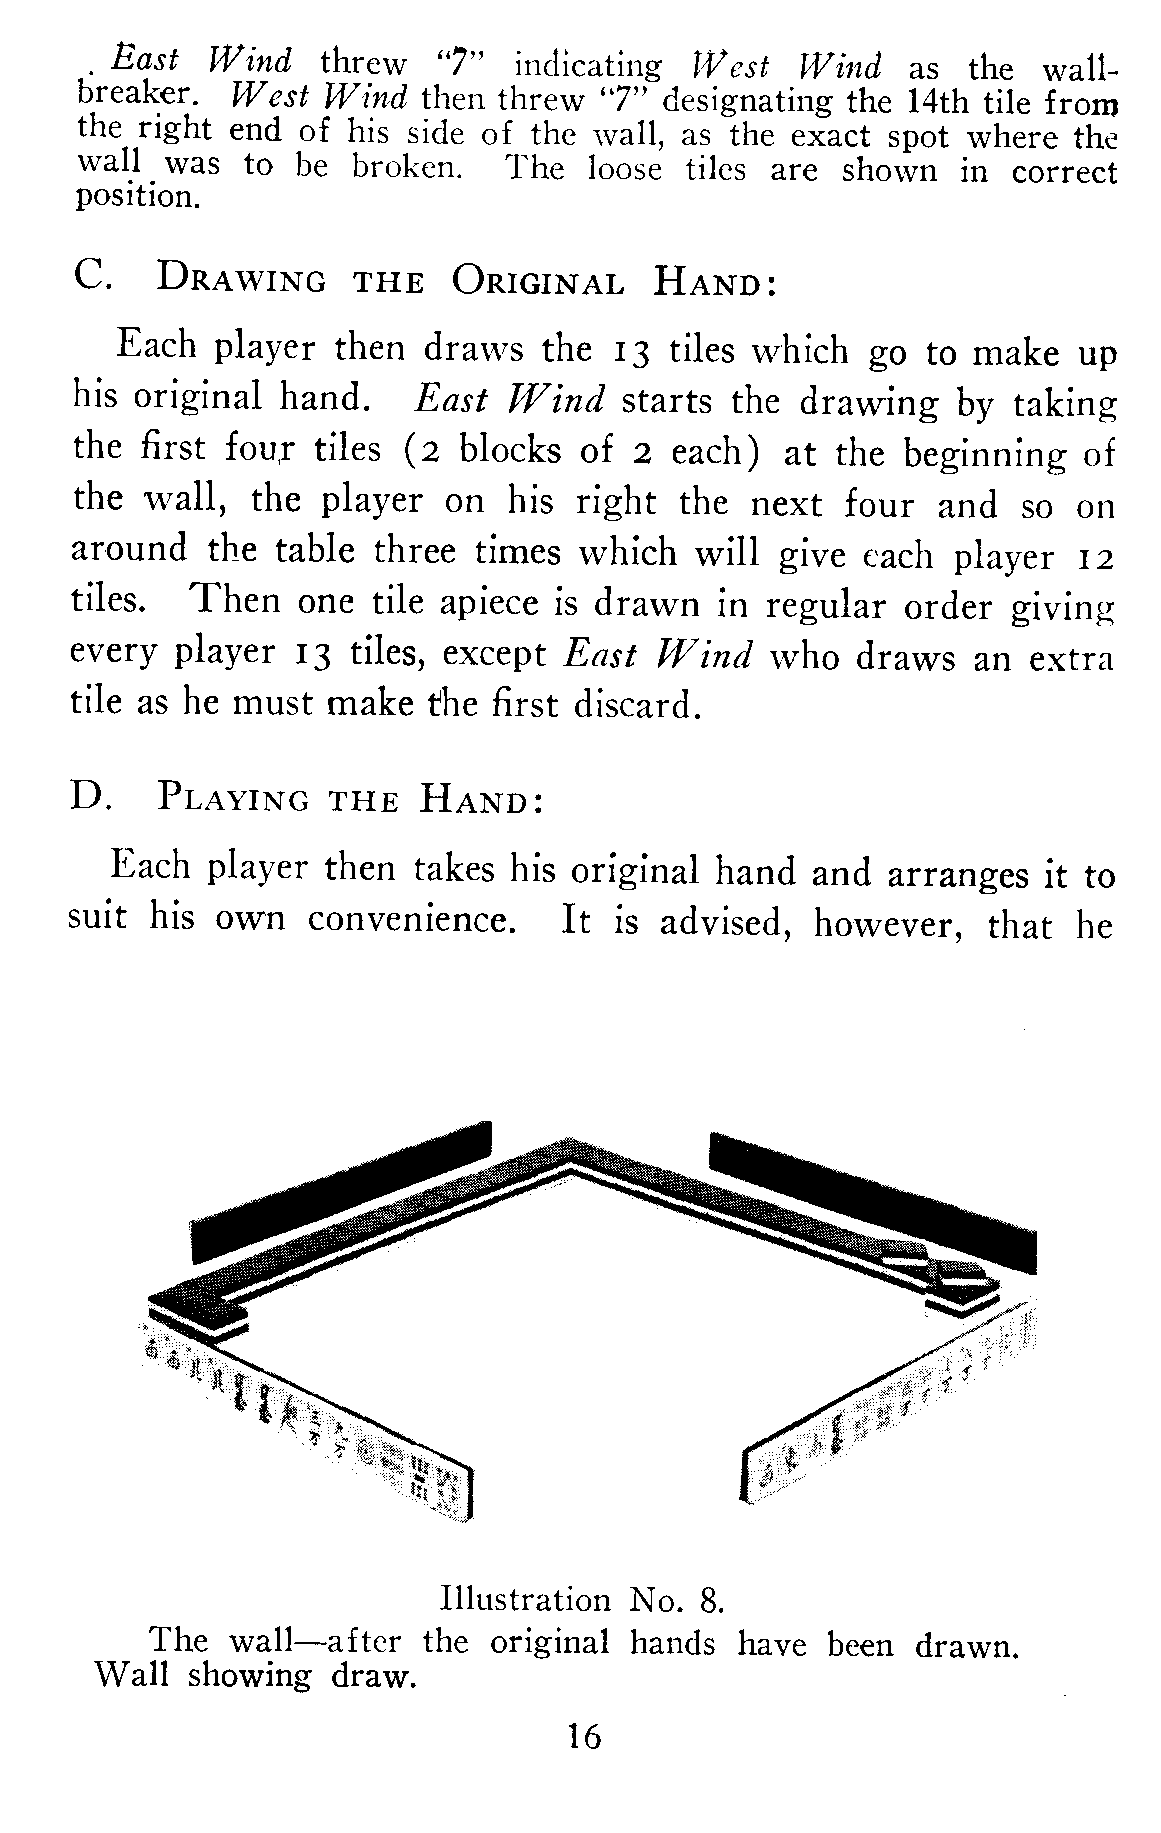 East Wind threw "7" indicating West Wind as the wall-
breaker. West Wind then threw "7" designating the 14th tile from
the right end of his side of the wall, as the exact spot where the
wall was to be broken. The loose tiles are shown in correct
position.
C. DRAWING THE ORIGINAL HAND:
Each player then draws the 13 tiles which go to make up
his original hand. East Wind starts the drawing by taking
the first four tiles (2 blocks of 2 each) at the beginning of
the wall, the player on his right the next four and so on
around the table three times which will give each player 12
tiles. Then one tile apiece is drawn in regular order giving
every player 13 tiles, except East Wind who draws an extra
tile as he must make the first discard.
D. PLAYING THE HAND:
Each player then takes his original hand and arranges it to
suit his own convenience. It is advised, however, that he
Illustration No. 8.
The wall—after the original hands have been drawn.
Wall showing draw.
16